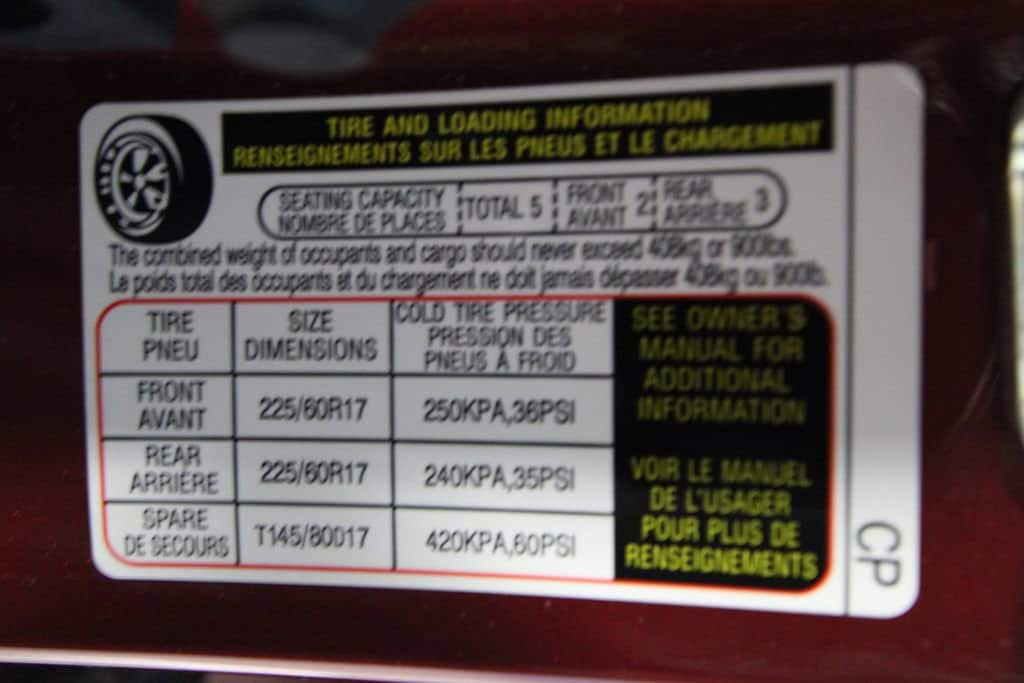 TIRE AND LOADING INFORMATION
RENSEIGNEMENTS SUR LES PNEUS ET LE CHARGEMENT
SEATING CAPACITY
NOMBRE DE PLACES
TOTAL 5
FRONT
AVANT
2
REAR
ARRIÈRE
3
The combined weight of occupants and cargo should never exceed 408kg or 900lbs.
Le poids total des occupants et du chargement ne doit jamais dépasser 408kg ou 900lb.
TIRE
PNEU
SIZE
DIMENSIONS
COLD TIRE PRESSURE
PRESSION DES
PNEUS À FROID
FRONT
AVANT
225/60R17
250KPA,36PSI
REAR
ARRIÈRE
225/60R17
240KPA,35PSI
SPARE
DE SECOURS
T145/80D17
420KPA,60PSI
SEE OWNER'S
MANUAL FOR
ADDITIONAL
INFORMATION
VOIR LE MANUEL
DE L'USAGER
POUR PLUS DE
RENSEIGNEMENTS
CP